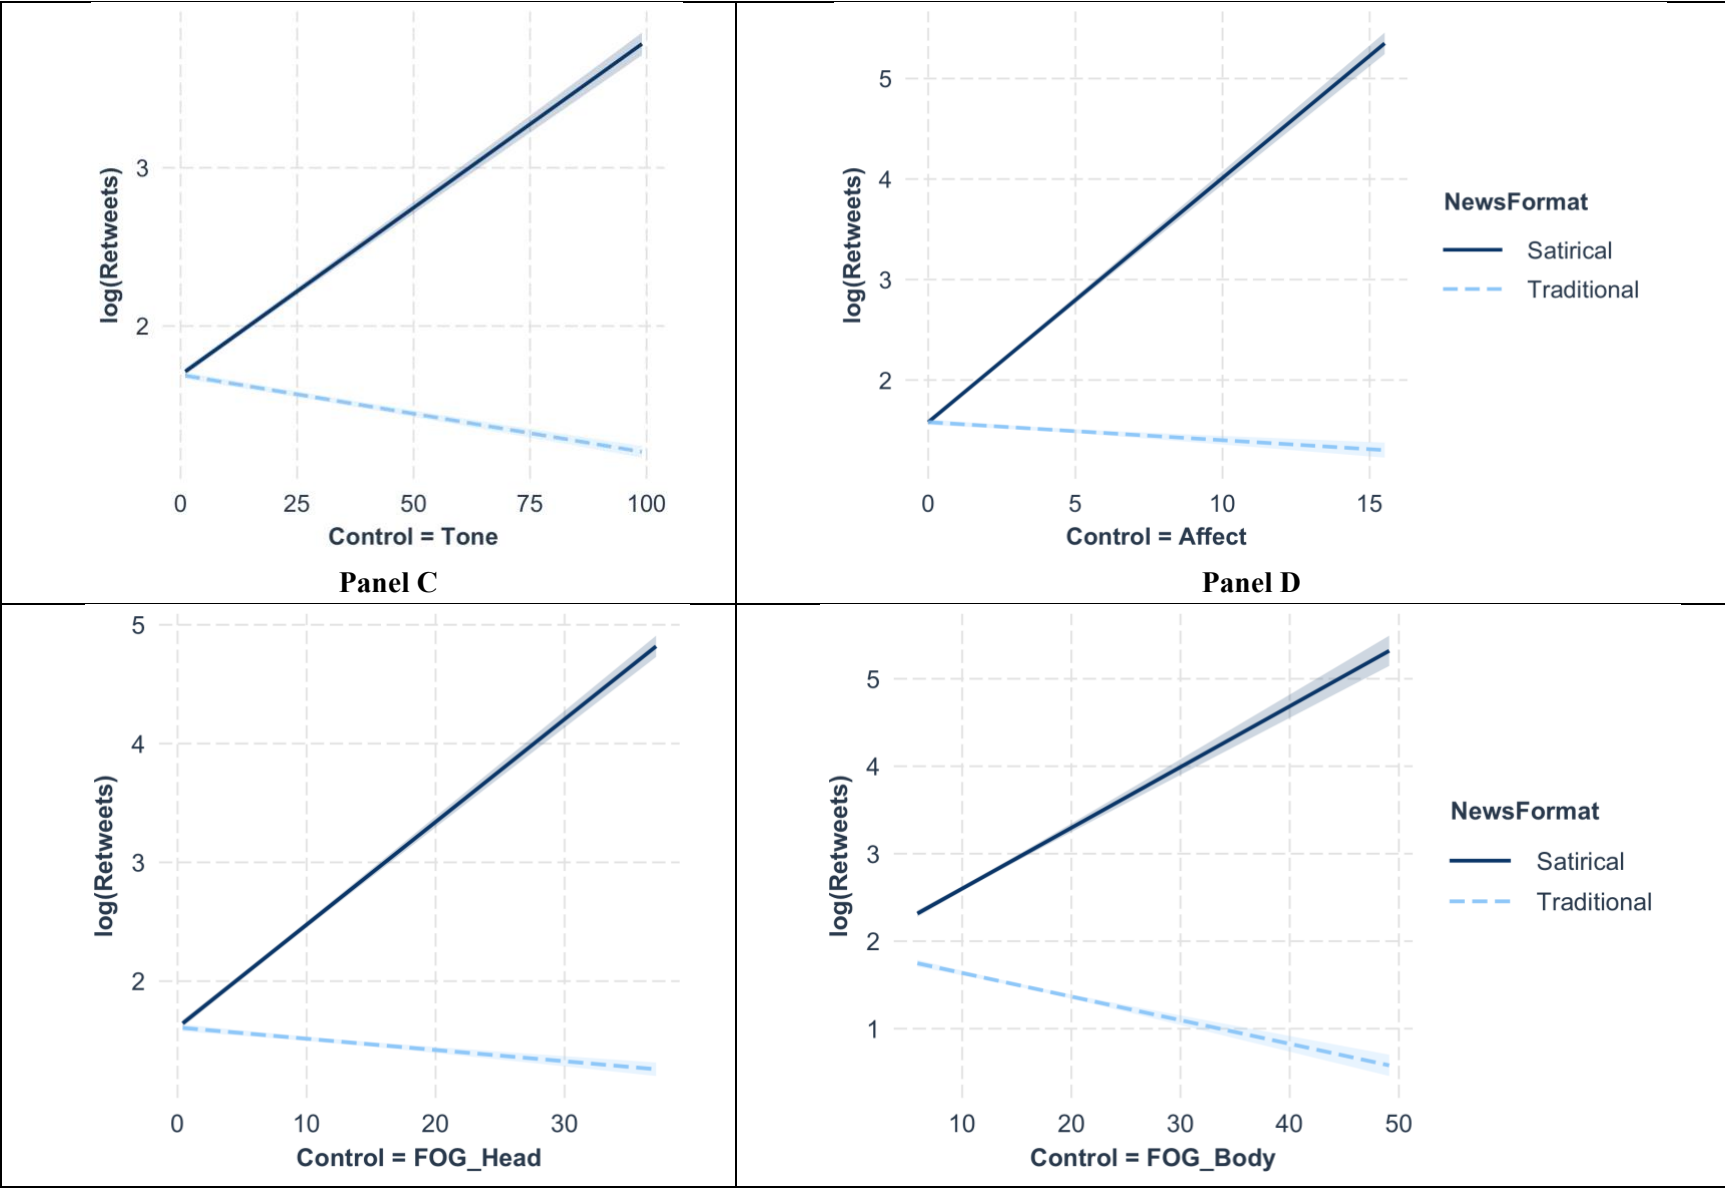 3
2
log(Retweets)
0 25 50 75 100
Control = Tone
5
4
3
2
log(Retweets)
0 5 10 15
Control = Affect
NewsFormat
Satirical
Traditional
Panel C
Panel D
5
4
3
2
log(Retweets)
0 10 20 30
Control = FOG_Head
5
4
3
2
1
log(Retweets)
10 20 30 40 50
Control = FOG_Body
NewsFormat
Satirical
Traditional